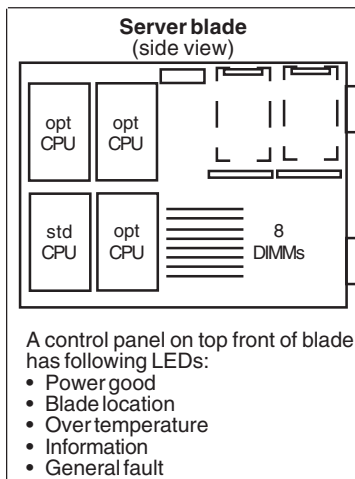 Server blade
(side view)
opt
CPU
opt
CPU
std
CPU
opt
CPU
8
DIMMs
A control panel on top front of blade
has following LEDs:
• Power good
• Blade location
• Over temperature
• Information
• General fault